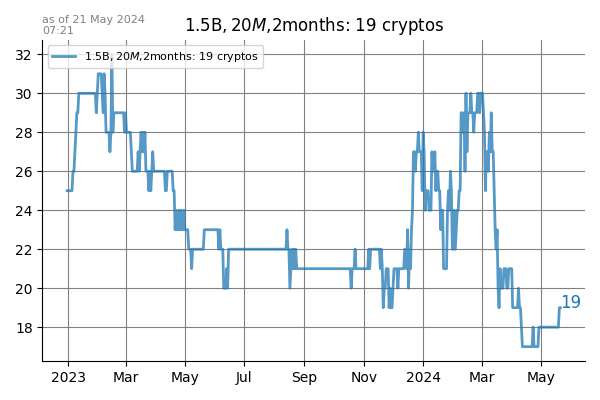 as of 21 May 2024
07:21
1.5B, 20M,2months: 19 cryptos
1.5B, 20M,2months: 19 cryptos
32
30
28
26
24
22
20
18
19
2023 Mar May Jul Sep Nov 2024 Mar May